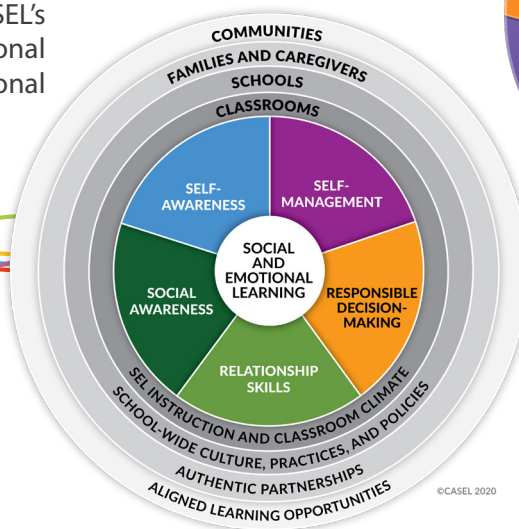 SEL's
onal
onal
COMMUNITIES
FAMILIES AND CAREGIVERS
SCHOOLS
CLASSROOMS
SELF-
AWARENESS
SELF-
MANAGEMENT
SOCIAL
AND
EMOTIONAL
LEARNING
SOCIAL
AWARENESS
RESPONSIBLE
DECISION-
MAKING
RELATIONSHIP
SKILLS
SEL INSTRUCTION AND CLASSROOM CLIMATE
SCHOOL-WIDE CULTURE, PRACTICES, AND POLICIES
AUTHENTIC PARTNERSHIPS
ALIGNED LEARNING OPPORTUNITIES
©CASEL 2020